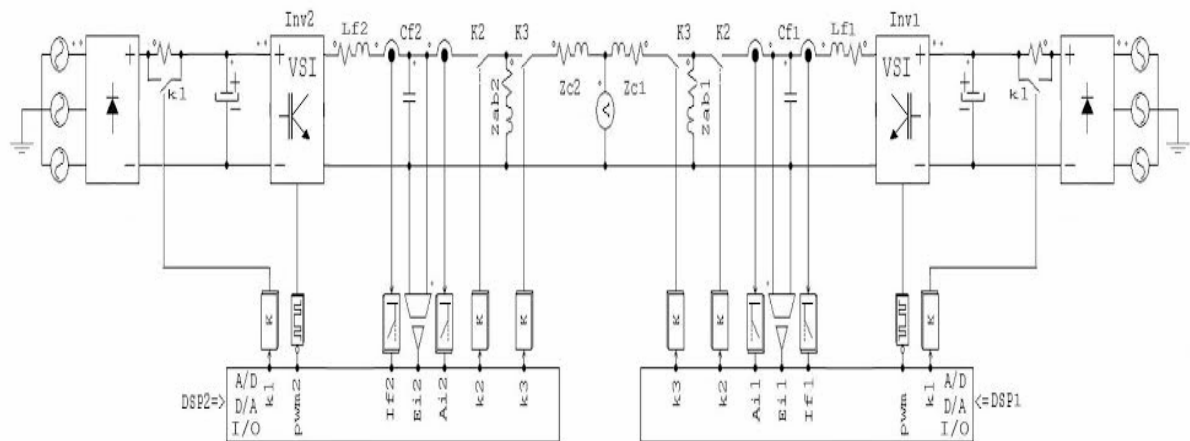 Inv2 Lf2 Cf2 K2 K3 K3 K2 Cf1 Lf1 Inv1
VSI VSI
Zc2 Zc1
k1 k1
Zab2 Zab1
K K K K K K K K
k1 pwm2 If2 Ei2 Ai2 k2 k3
k3 k2 Ai1 Ei1 If1 pwm k1
A/D A/D
DSP2=> D/A D/A <=DSP1
I/O I/O